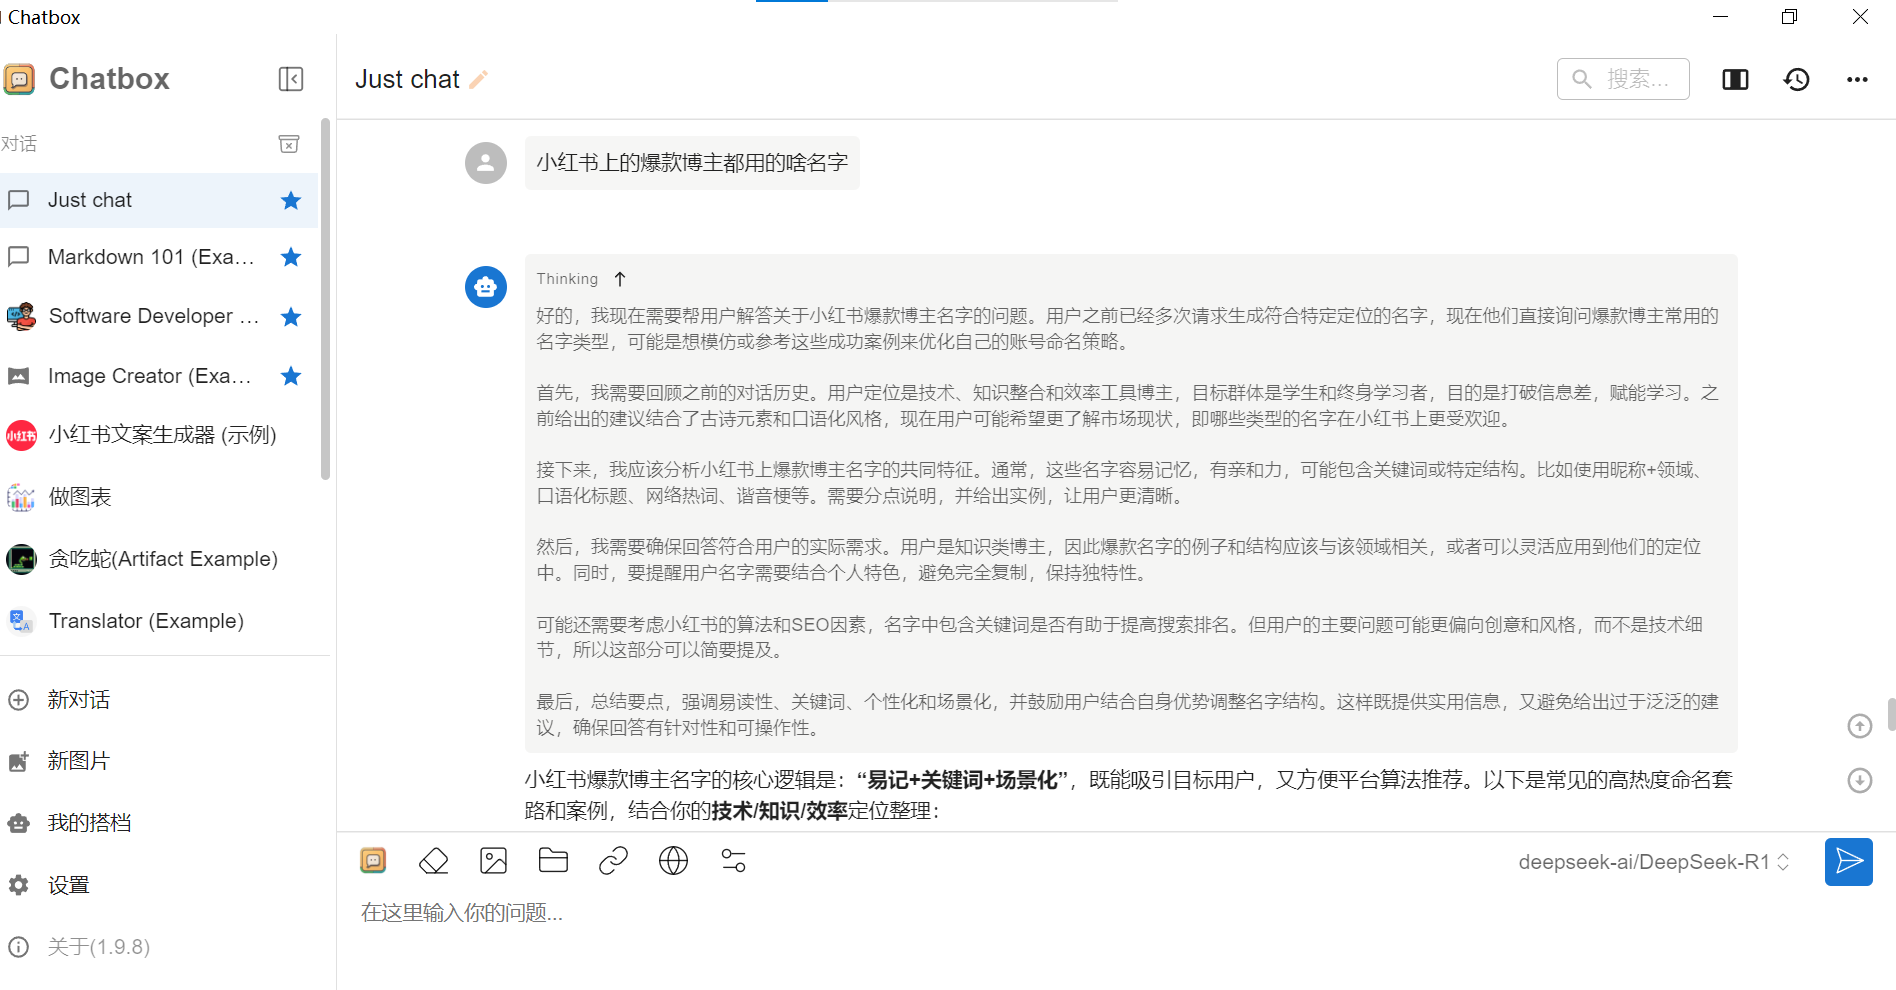 Chatbox
Chatbox
对话
Just chat
Markdown 101 (Exa...
Software Developer ...
Image Creator (Exa...
小红书
小红书文案生成器 (示例)
做图表
贪吃蛇(Artifact Example)
Translator (Example)
新对话
新图片
我的搭档
设置
关于(1.9.8)
Just chat
搜索...
小红书上的爆款博主都用的啥名字
Thinking
好的，我现在需要帮用户解答关于小红书爆款博主名字的问题。用户之前已经多次请求生成符合特定定位的名字，现在他们直接询问爆款博主常用的
名字类型，可能是想模仿或参考这些成功案例来优化自己的账号命名策略。
首先，我需要回顾之前的对话历史。用户定位是技术、知识整合和效率工具博主，目标群体是学生和终身学习者，目的是打破信息差，赋能学习。之
前给出的建议结合了古诗元素和口语化风格，现在用户可能希望更了解市场现状，即哪些类型的名字在小红书上更受欢迎。
接下来，我应该分析小红书上爆款博主名字的共同特征。通常，这些名字容易记忆，有亲和力，可能包含关键词或特定结构。比如使用昵称+领域、
口语化标题、网络热词、谐音梗等。需要分点说明，并给出实例，让用户更清晰。
然后，我需要确保回答符合用户的实际需求。用户是知识类博主，因此爆款名字的例子和结构应该与该领域相关，或者可以灵活应用到他们的定位
中。同时，要提醒用户名字需要结合个人特色，避免完全复制，保持独特性。
可能还需要考虑小红书的算法和SEO因素，名字中包含关键词是否有助于提高搜索排名。但用户的主要问题可能更偏向创意和风格，而不是技术细
节，所以这部分可以简要提及。
最后，总结要点，强调易读性、关键词、个性化和场景化，并鼓励用户结合自身优势调整名字结构。这样既提供实用信息，又避免给出过于泛泛的建
议，确保回答有针对性和可操作性。
小红书爆款博主名字的核心逻辑是：“易记+关键词+场景化”，既能吸引目标用户，又方便平台算法推荐。以下是常见的高热度命名套
路和案例，结合你的技术/知识/效率定位整理：
deepseek-ai/DeepSeek-R1
在这里输入你的问题...